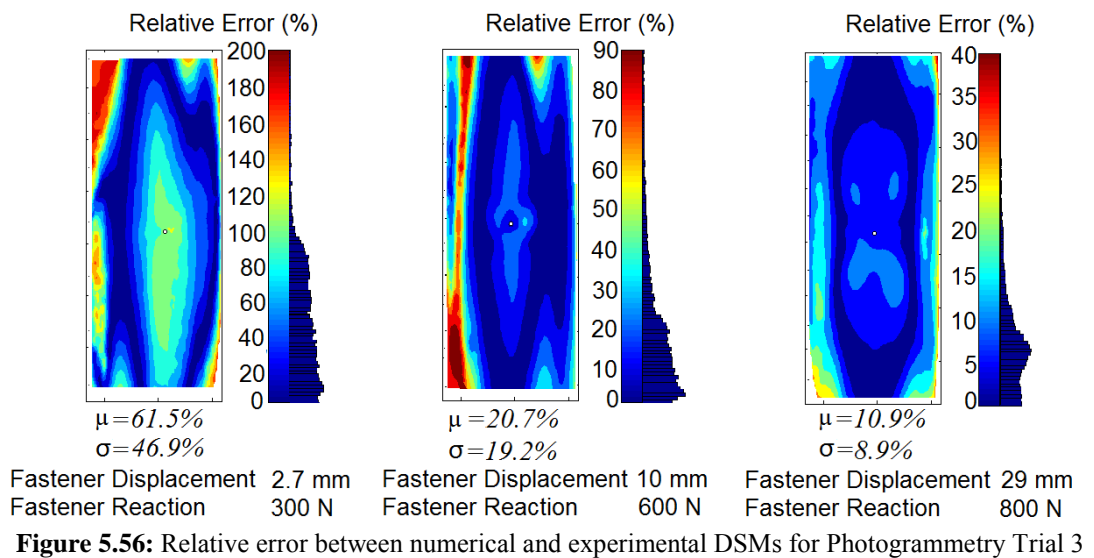 Relative Error (%)
200
180
160
140
120
100
80
60
40
20
0
μ=61.5%
σ=46.9%
Fastener Displacement 2.7 mm
Fastener Reaction 300 N
Relative Error (%)
90
80
70
60
50
40
30
20
10
0
μ=20.7%
σ=19.2%
Fastener Displacement 10 mm
Fastener Reaction 600 N
Relative Error (%)
40
35
30
25
20
15
10
5
0
μ=10.9%
σ=8.9%
Fastener Displacement 29 mm
Fastener Reaction 800 N
Figure 5.56: Relative error between numerical and experimental DSMs for Photogrammetry Trial 3